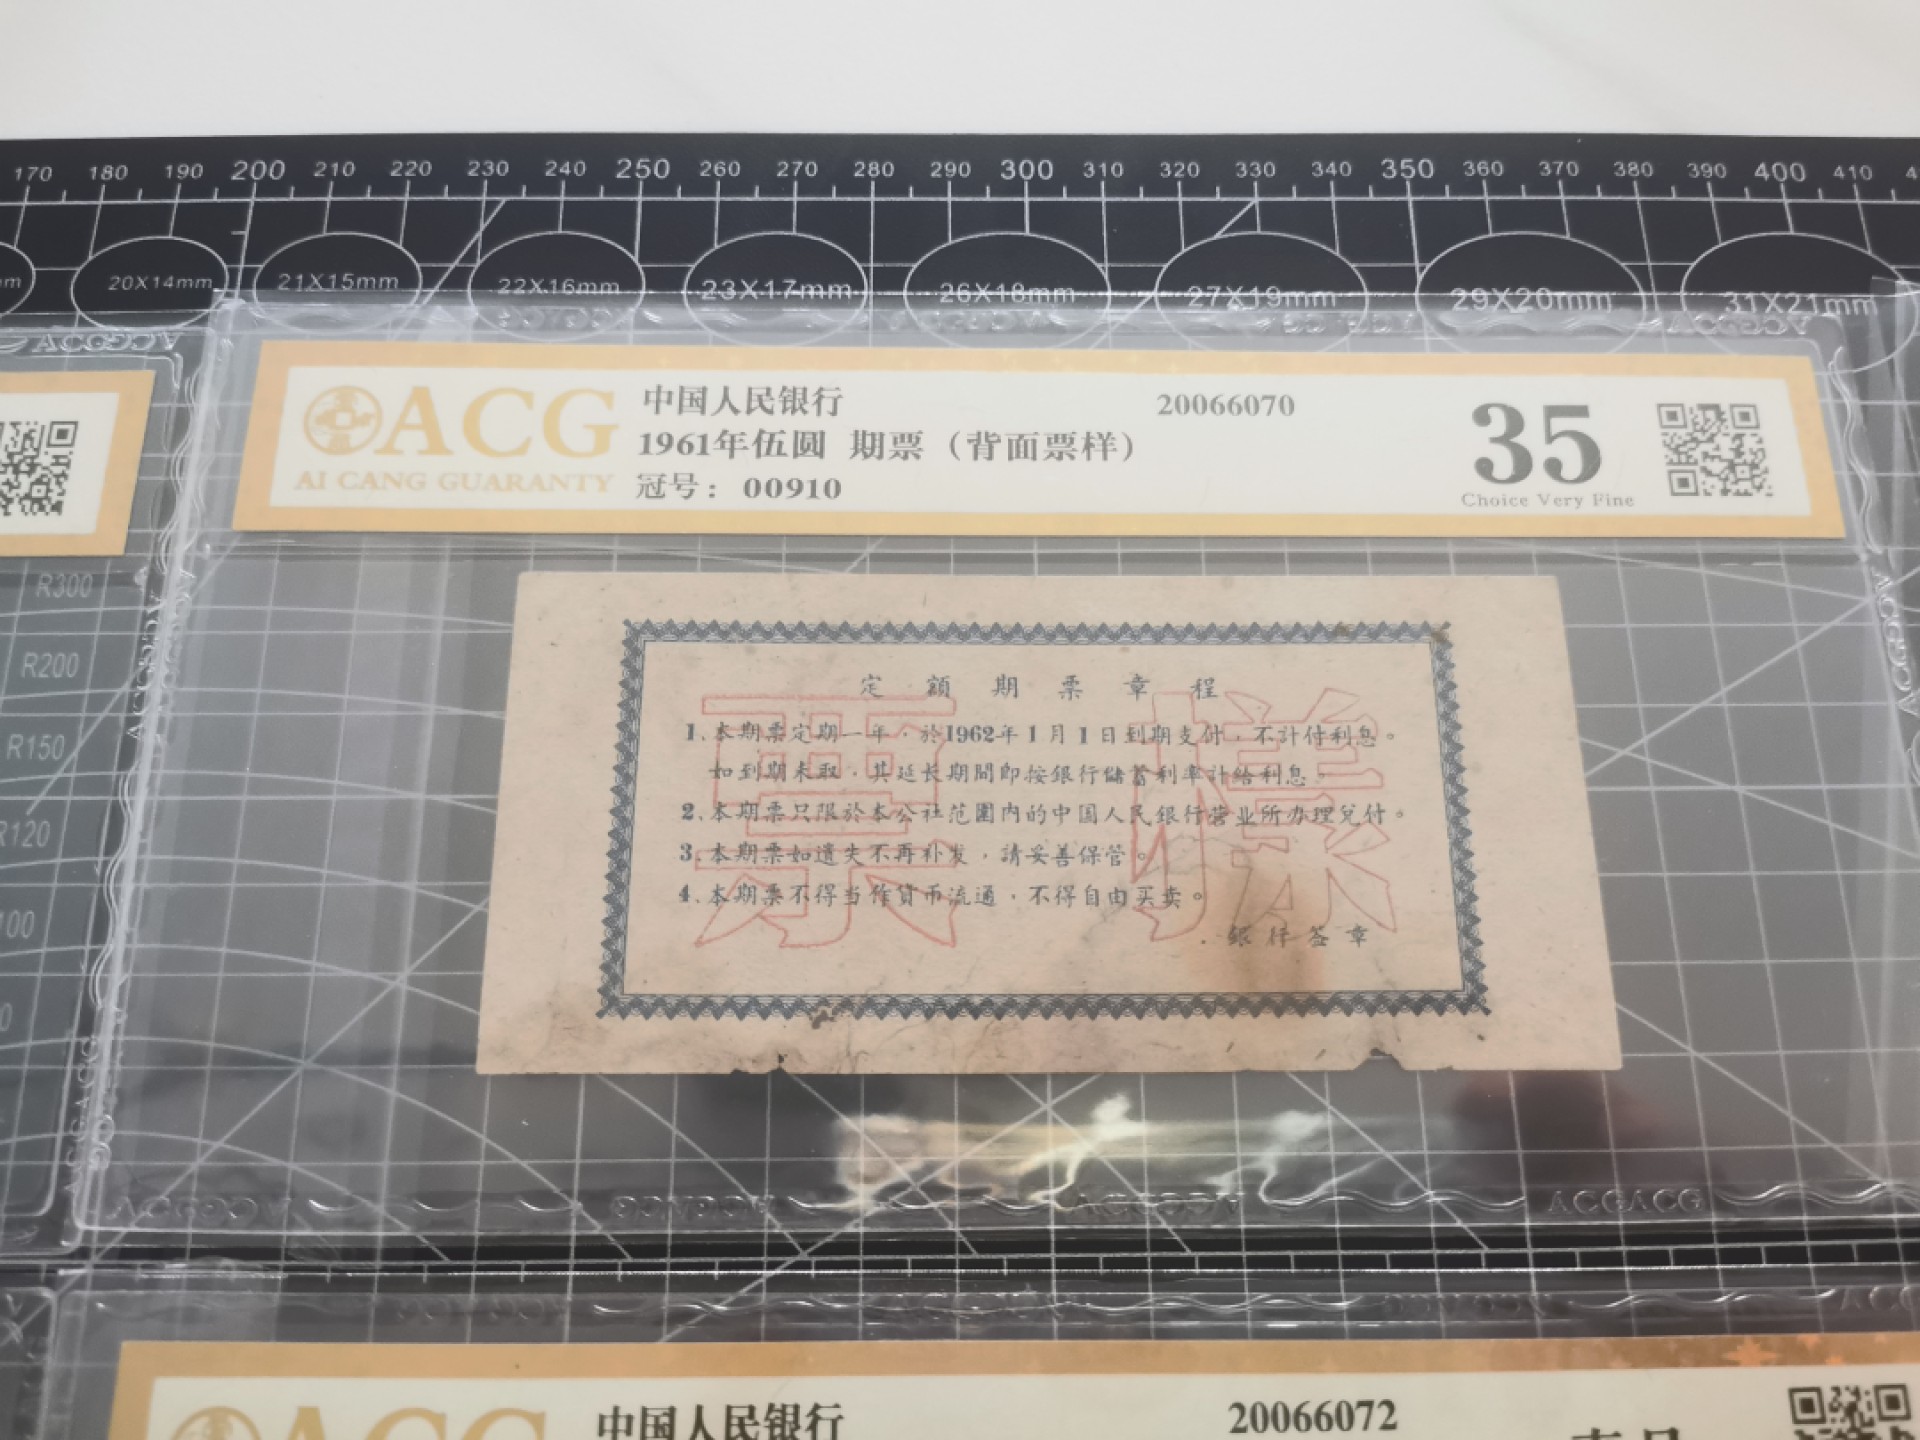 170 180 190 200 210 220 230 240 250 260 270 280 290 300 310 320 330 340 350 360 370 380 390 400 410
20X14mm 21X15mm 22X16mm 23X17mm 26X18mm 27X19mm 29X20mm 31X21mm
ACG
AI CANG GUARANTY
中国人民银行
20066070
1961年伍圆 期票（背面票样）
冠号： 00910
35
Choice Very Fine
R300
R200
R150
R120
100
定額期票章程
1、本期票定期一年，於1962年1月1日到期支付，不計付利息。
如到期未取，其延长期間即按銀行儲蓄利率計給利息。
2、本期票只限於本公社范圍内的中国人民銀行营业所办理兌付。
3、本期票如遺失不再补发，請妥善保管。
4、本期票不得当作貨币流通，不得自由买卖。
銀行签章
票樣
ACGACG
ACG
中国人民银行
20066072